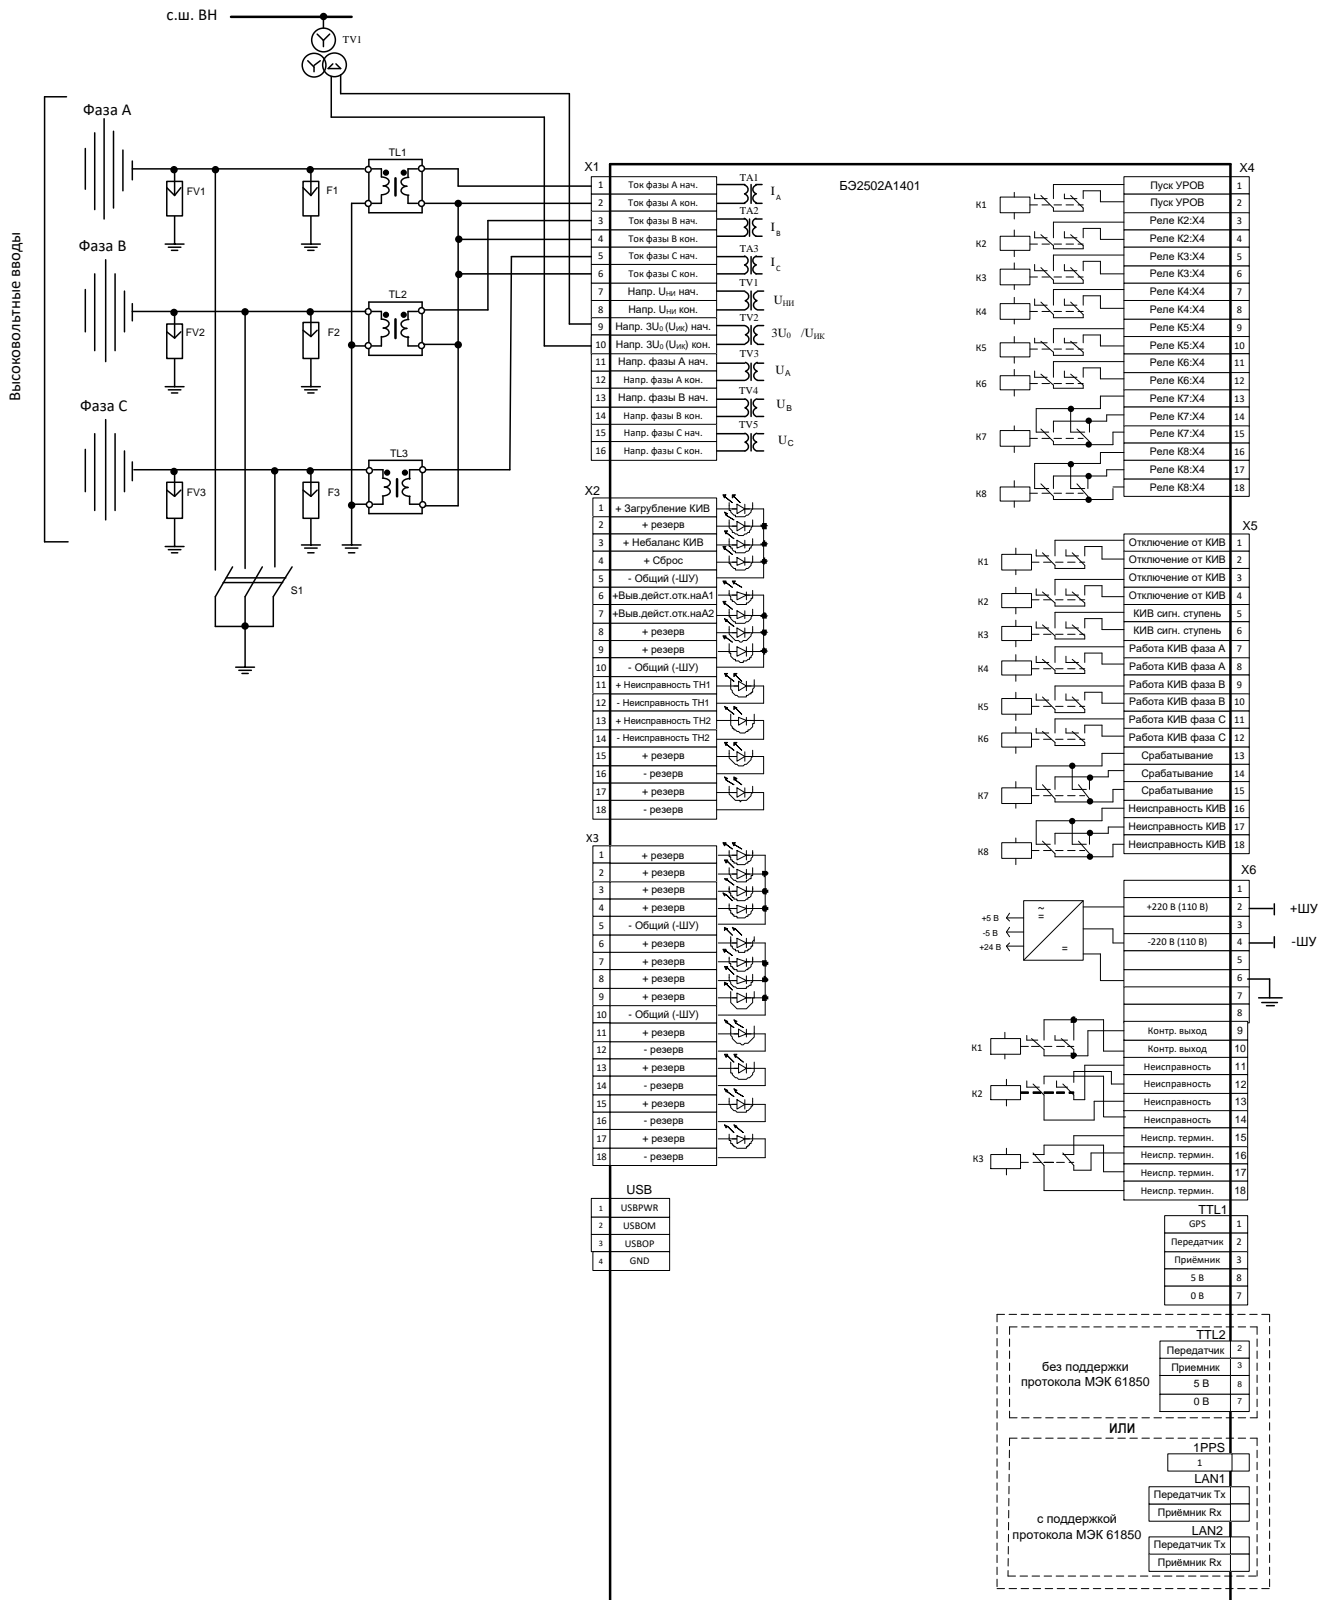 с.ш. ВН
TV1
Высоковольтные вводы
Фаза А
FV1
F1
TL1
Фаза В
FV2
F2
TL2
Фаза С
FV3
F3
TL3
S1
БЭ2502А1401
X1
1 Ток фазы А нач.
2 Ток фазы А кон.
3 Ток фазы В нач.
4 Ток фазы В кон.
5 Ток фазы С нач.
6 Ток фазы С кон.
7 Напр. UНИ нач.
8 Напр. UНИ кон.
9 Напр. 3U0 (UИК) нач.
10 Напр. 3U0 (UИК) кон.
11 Напр. фазы А нач.
12 Напр. фазы А кон.
13 Напр. фазы В нач.
14 Напр. фазы В кон.
15 Напр. фазы С нач.
16 Напр. фазы С кон.
TA1 IA
TA2 IB
TA3 IC
TV1 UНИ
TV2 3U0 /UИК
TV3 UA
TV4 UB
TV5 UC
X2
1 + Загрубление КИВ
2 + резерв
3 + Небаланс КИВ
4 + Сброс
5 - Общий (-ШУ)
6 +Выв.дейст.отк.наА1
7 +Выв.дейст.отк.наА2
8 + резерв
9 + резерв
10 - Общий (-ШУ)
11 + Неисправность ТН1
12 - Неисправность ТН1
13 + Неисправность ТН2
14 - Неисправность ТН2
15 + резерв
16 - резерв
17 + резерв
18 - резерв
X3
1 + резерв
2 + резерв
3 + резерв
4 + резерв
5 - Общий (-ШУ)
6 + резерв
7 + резерв
8 + резерв
9 + резерв
10 - Общий (-ШУ)
11 + резерв
12 - резерв
13 + резерв
14 - резерв
15 + резерв
16 - резерв
17 + резерв
18 - резерв
USB
1 USBPWR
2 USBOM
3 USBOP
4 GND
X4
Пуск УРОВ 1
Пуск УРОВ 2
Реле К2:Х4 3
Реле К2:Х4 4
Реле К3:Х4 5
Реле К3:Х4 6
Реле К4:Х4 7
Реле К4:Х4 8
Реле К5:Х4 9
Реле К5:Х4 10
Реле К6:Х4 11
Реле К6:Х4 12
Реле К7:Х4 13
Реле К7:Х4 14
Реле К7:Х4 15
Реле К8:Х4 16
Реле К8:Х4 17
Реле К8:Х4 18
К1
К2
К3
К4
К5
К6
К7
К8
X5
Отключение от КИВ 1
Отключение от КИВ 2
Отключение от КИВ 3
Отключение от КИВ 4
КИВ сигн. ступень 5
КИВ сигн. ступень 6
Работа КИВ фаза А 7
Работа КИВ фаза А 8
Работа КИВ фаза В 9
Работа КИВ фаза В 10
Работа КИВ фаза С 11
Работа КИВ фаза С 12
Срабатывание 13
Срабатывание 14
Срабатывание 15
Неисправность КИВ 16
Неисправность КИВ 17
Неисправность КИВ 18
К1
К2
К3
К4
К5
К6
К7
К8
X6
1
+220 В (110 В) 2
3
-220 В (110 В) 4
5
6
7
8
Контр. выход 9
Контр. выход 10
Неисправность 11
Неисправность 12
Неисправность 13
Неисправность 14
Неиспр. термин. 15
Неиспр. термин. 16
Неиспр. термин. 17
Неиспр. термин. 18
+ШУ
-ШУ
+5 В
-5 В
+24 В
~
=
=
К1
К2
К3
TTL1
GPS 1
Передатчик 2
Приёмник 3
5 В 8
0 В 7
TTL2
Передатчик 2
Приемник 3
5 В 8
0 В 7
без поддержки
протокола МЭК 61850
ИЛИ
1PPS
1
LAN1
Передатчик Tx
Приёмник Rx
LAN2
Передатчик Tx
Приёмник Rx
с поддержкой
протокола МЭК 61850